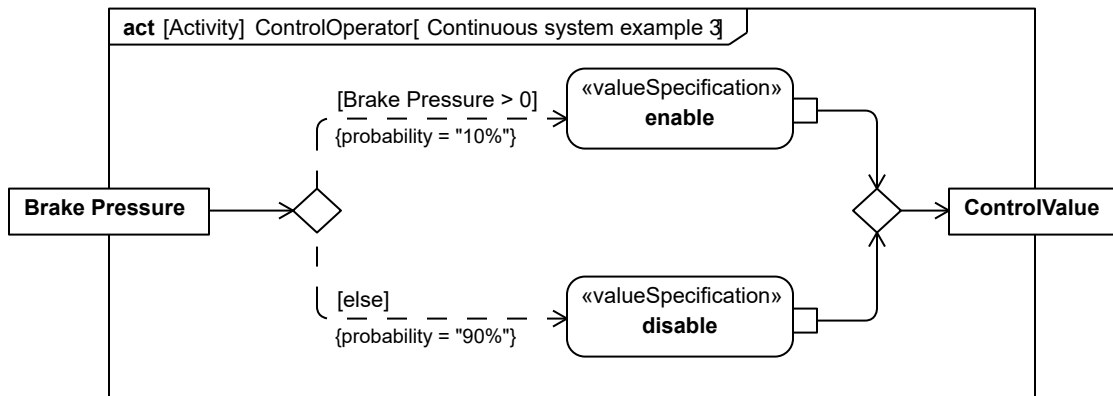 act [Activity] ControlOperator[ Continuous system example 3]
[Brake Pressure > 0]
{probability = "10%"}
«valueSpecification»
enable
Brake Pressure
ControlValue
[else]
{probability = "90%"}
«valueSpecification»
disable